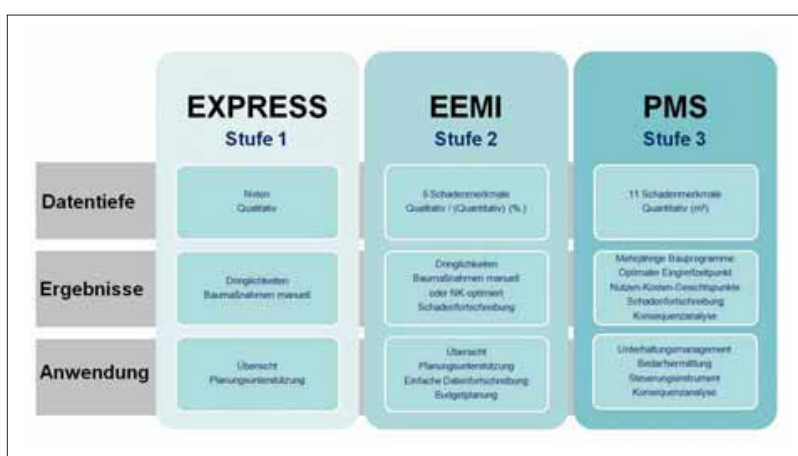 EXPRESS
Stufe 1
EEMI
Stufe 2
PMS
Stufe 3
Datentiefe
Noten
Qualitativ
5 Schadenmerkmale
Qualitativ / (Quantitativ) (%)
11 Schadenmerkmale
Quantitativ (m²)
Ergebnisse
Dringlichkeiten
Baumaßnahmen manuell
Dringlichkeiten
Baumaßnahmen manuell
oder NK-optimiert
Schadenfortschreibung
Mehrjährige Bauprogramme
Optimaler Eingreifzeitpunkt
Nutzen-Kosten-Gesichtspunkte
Schadenfortschreibung
Konsequenzanalyse
Anwendung
Übersicht
Planungsunterstützung
Übersicht
Planungsunterstützung
Einfache Datenfortschreibung
Budgetplanung
Unterhaltungsmanagement
Bedarfsermittlung
Steuerungsinstrument
Konsequenzanalyse